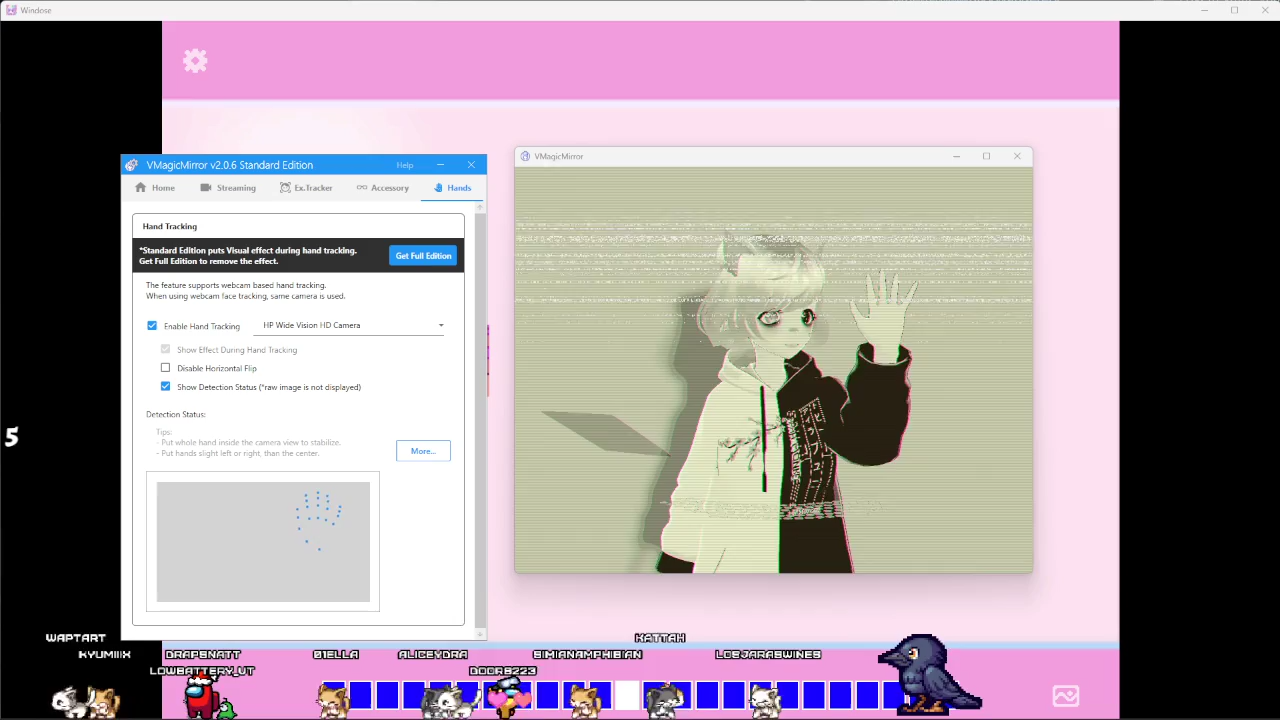 Windose
VMagicMirror v2.0.6 Standard Edition
Help
VMagicMirror
Home
Streaming
Ex.Tracker
Accessory
Hands
Hand Tracking
*Standard Edition puts Visual effect during hand tracking.
Get Full Edition to remove the effect.
Get Full Edition
The feature supports webcam based hand tracking.
When using webcam face tracking, same camera is used.
Enable Hand Tracking
HP Wide Vision HD Camera
Show Effect During Hand Tracking
Disable Horizontal Flip
Show Detection Status (*raw image is not displayed)
Detection Status:
Tips:
- Put whole hand inside the camera view to stabilize.
- Put hands slight left or right, than the center.
More...
5
WAPTART
KATTAH
KYUMIIIX
DRAPSNATT
01ELLA
ALICEYDRA
SIMIANAMPHIBIAN
LOEJARASWINES
LOWBATTERY_VT
DOORB223